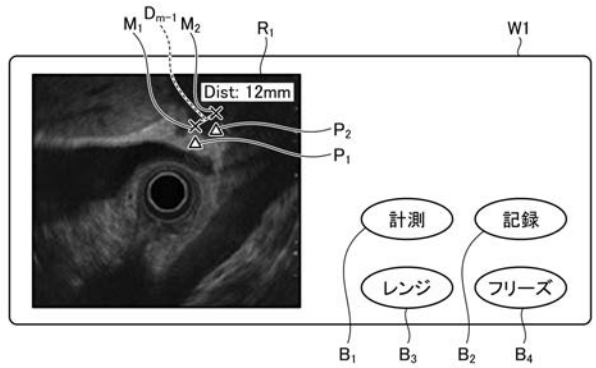 M₁ Dₘ₋₁ M₂ R₁ W1
Dist: 12mm
P₂
P₁
計測 記録
レンジ フリーズ
B₁ B₃ B₂ B₄